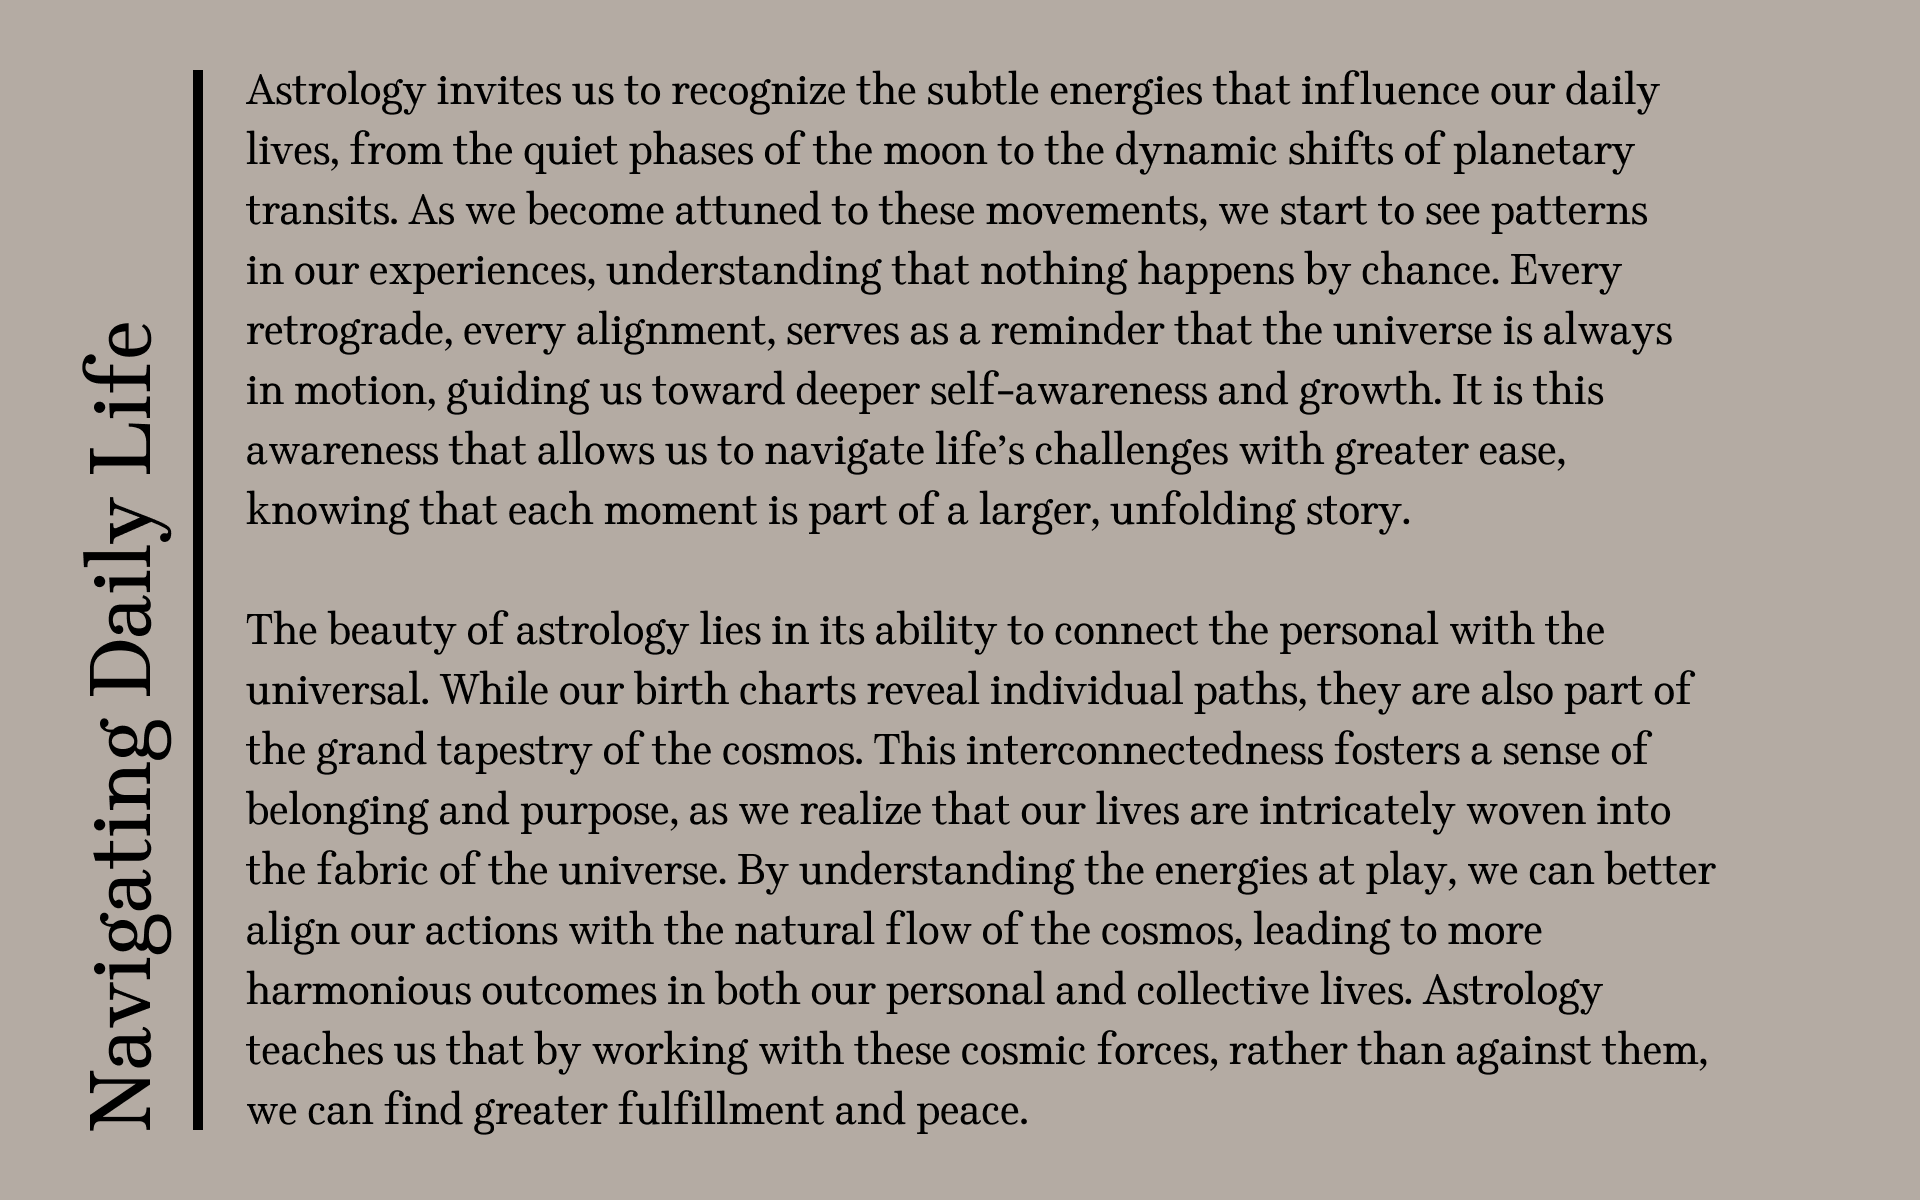 Navigating Daily Life
Astrology invites us to recognize the subtle energies that influence our daily
lives, from the quiet phases of the moon to the dynamic shifts of planetary
transits. As we become attuned to these movements, we start to see patterns
in our experiences, understanding that nothing happens by chance. Every
retrograde, every alignment, serves as a reminder that the universe is always
in motion, guiding us toward deeper self-awareness and growth. It is this
awareness that allows us to navigate life’s challenges with greater ease,
knowing that each moment is part of a larger, unfolding story.
The beauty of astrology lies in its ability to connect the personal with the
universal. While our birth charts reveal individual paths, they are also part of
the grand tapestry of the cosmos. This interconnectedness fosters a sense of
belonging and purpose, as we realize that our lives are intricately woven into
the fabric of the universe. By understanding the energies at play, we can better
align our actions with the natural flow of the cosmos, leading to more
harmonious outcomes in both our personal and collective lives. Astrology
teaches us that by working with these cosmic forces, rather than against them,
we can find greater fulfillment and peace.